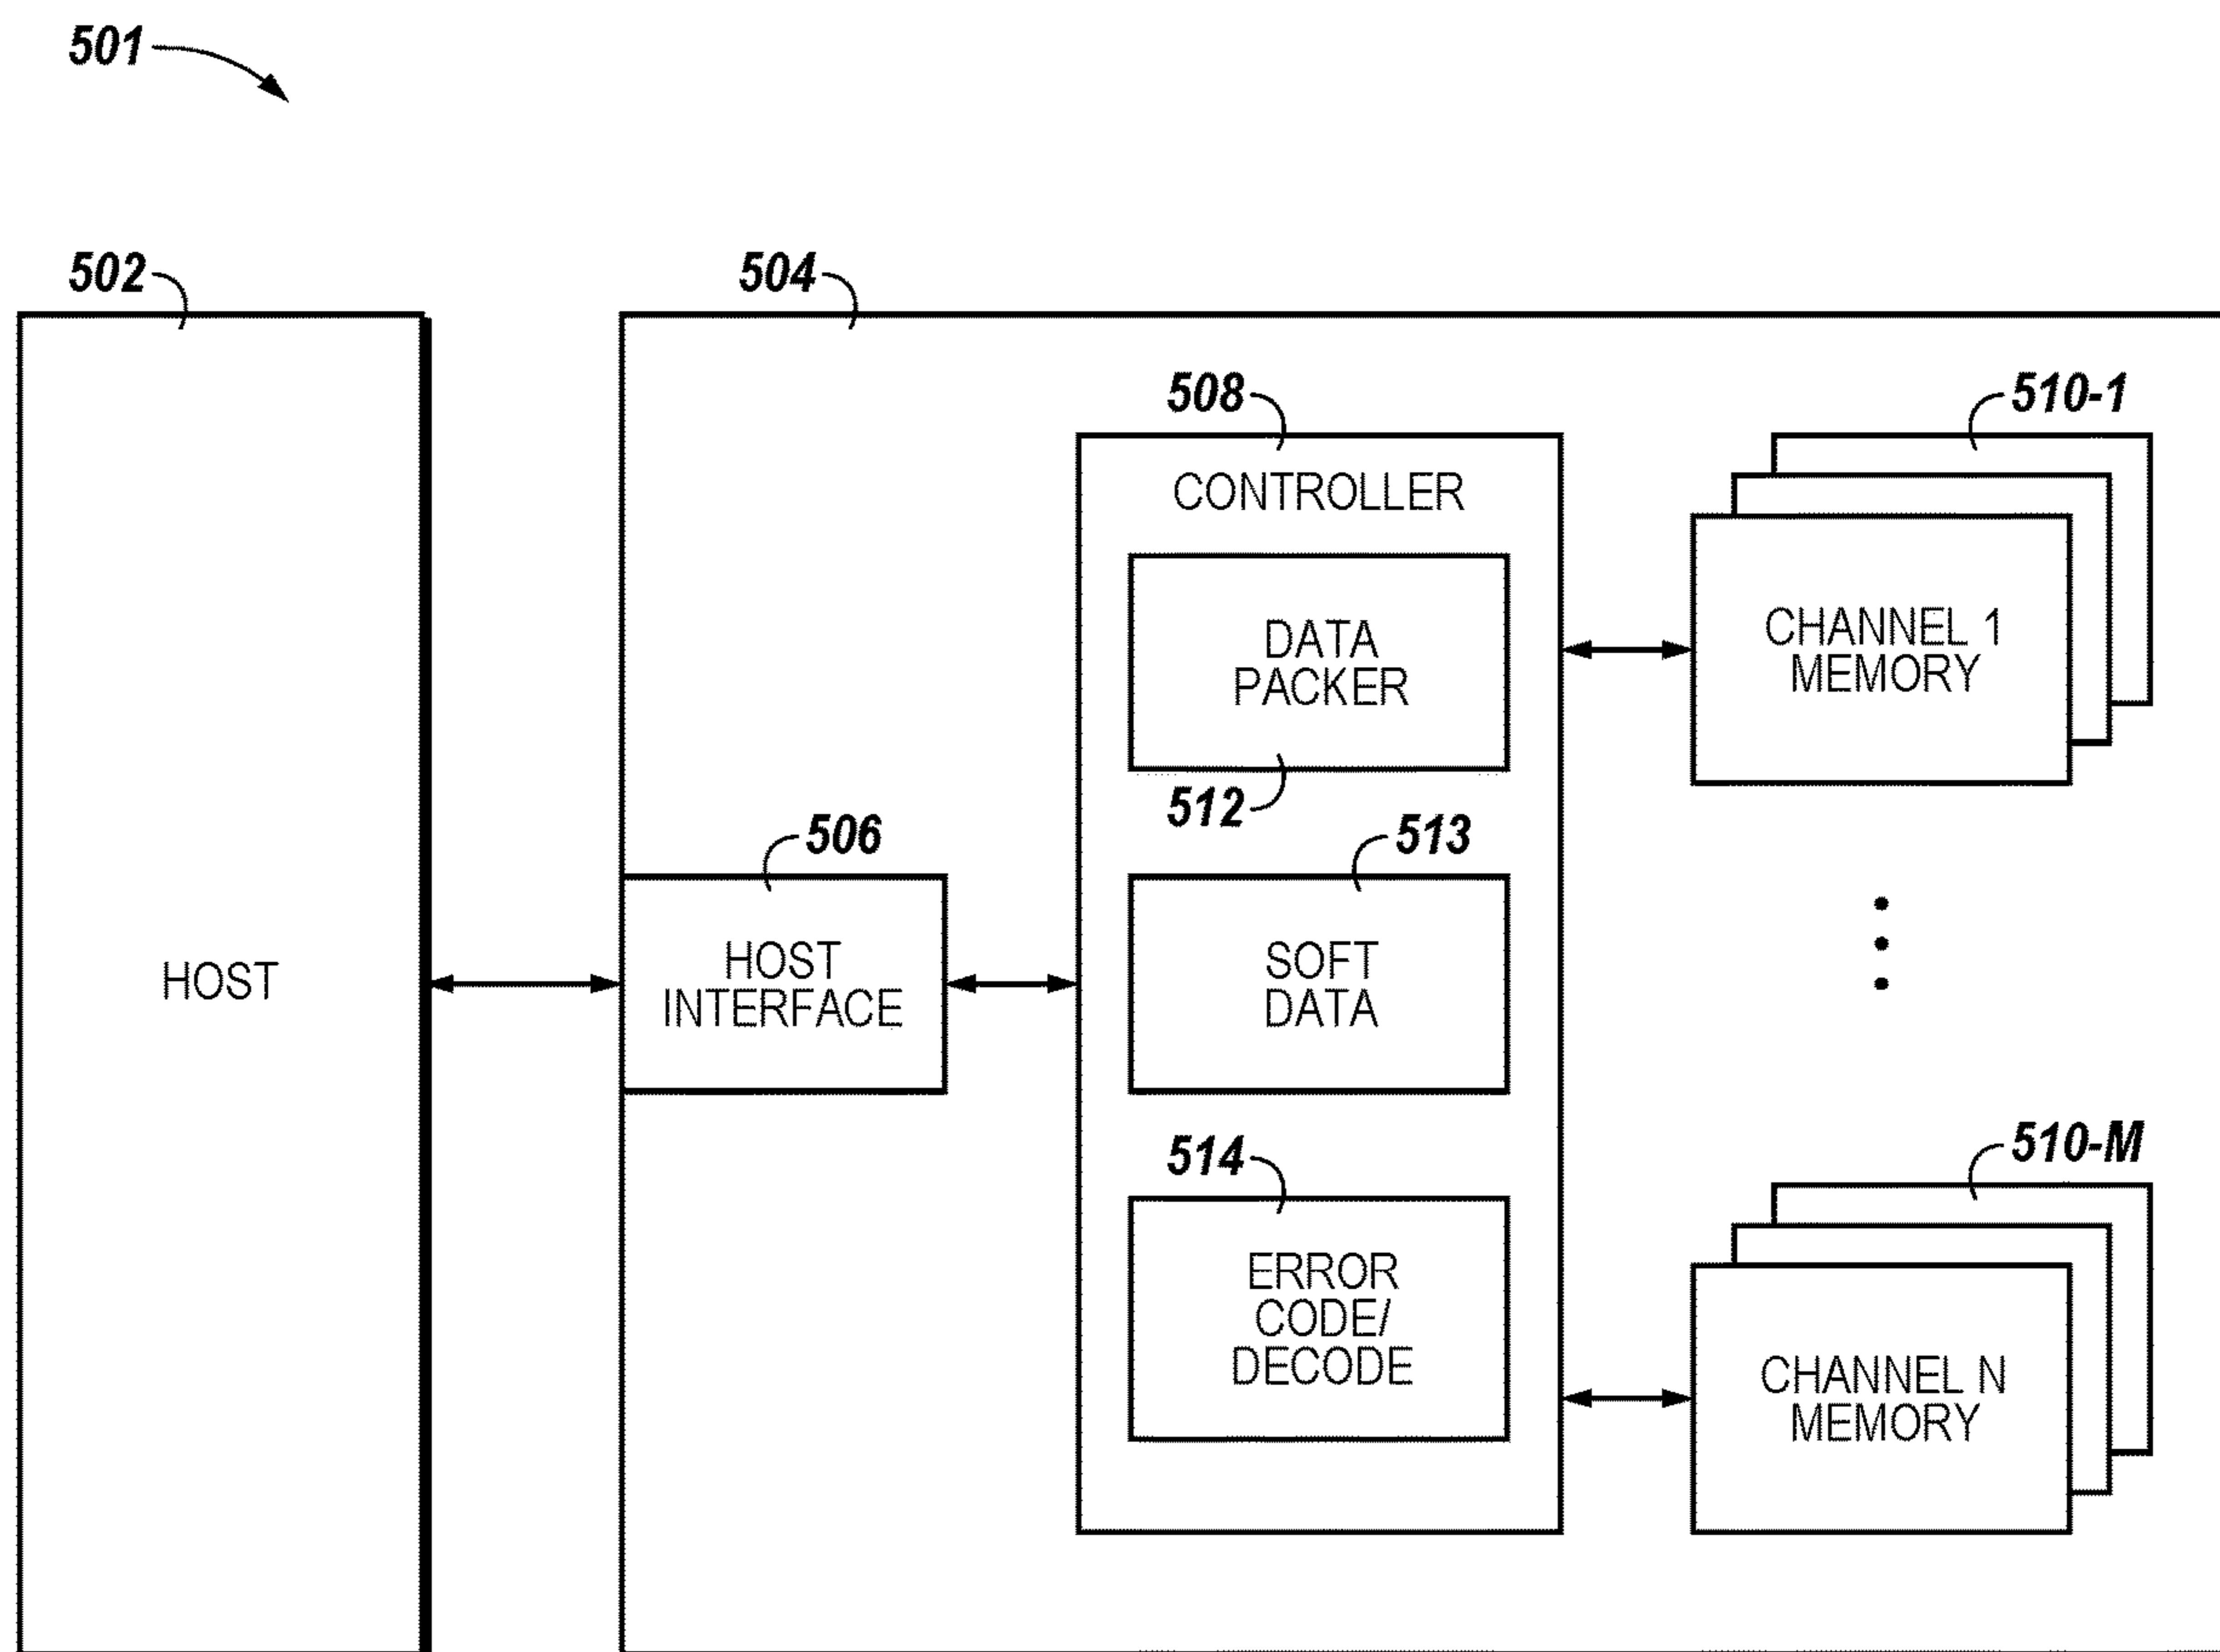 501
502
504
508
510-1
CONTROLLER
DATA
PACKER
CHANNEL 1
MEMORY
512
506
513
HOST
HOST
INTERFACE
SOFT
DATA
514
510-M
ERROR
CODE/
DECODE
CHANNEL N
MEMORY